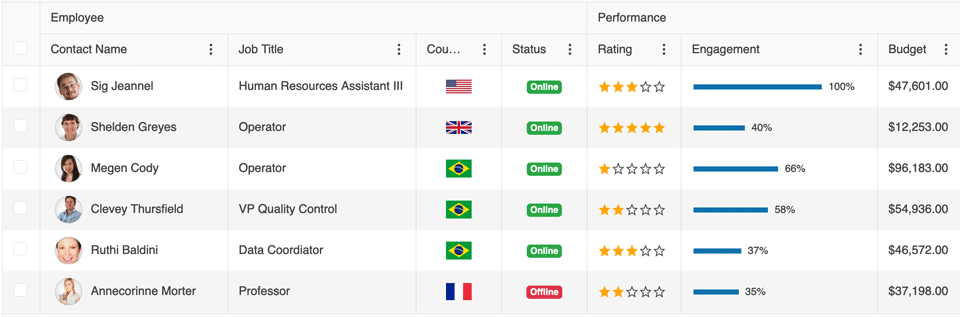 Employee Performance
Contact Name Job Title Cou... Status Rating Engagement Budget
Sig Jeannel Human Resources Assistant III Online 100% $47,601.00
Shelden Greyes Operator Online 40% $12,253.00
Megen Cody Operator Online 66% $96,183.00
Clevey Thursfield VP Quality Control Online 58% $54,936.00
Ruthi Baldini Data Coordiator Online 37% $46,572.00
Annecorinne Morter Professor Offline 35% $37,198.00